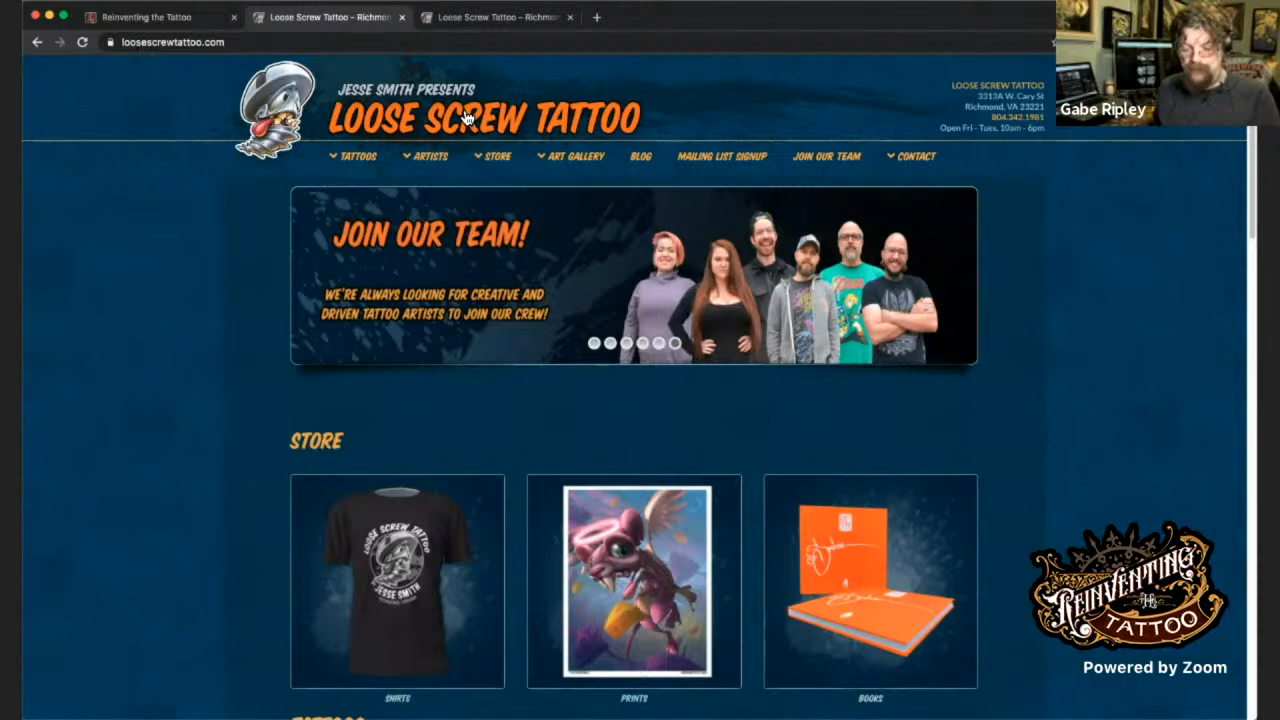 Reinventing the Tattoo
Loose Screw Tattoo – Richmon
Loose Screw Tattoo – Richmon
loosescrewtattoo.com
JESSE SMITH PRESENTS
LOOSE SCREW TATTOO
LOOSE SCREW TATTOO
3313A W. Cary St
Richmond, VA 23221
804.342.1981
Open Fri - Tues, 10am - 6pm
Gabe Ripley
TATTOOS
ARTISTS
STORE
ART GALLERY
BLOG
MAILING LIST SIGNUP
JOIN OUR TEAM
CONTACT
JOIN OUR TEAM!
WE'RE ALWAYS LOOKING FOR CREATIVE AND
DRIVEN TATTOO ARTISTS TO JOIN OUR CREW!
STORE
LOOSE SCREW TATTOO
JESSE SMITH
SHIRTS
PRINTS
BOOKS
REINVENTING
THE
TATTOO
Powered by Zoom